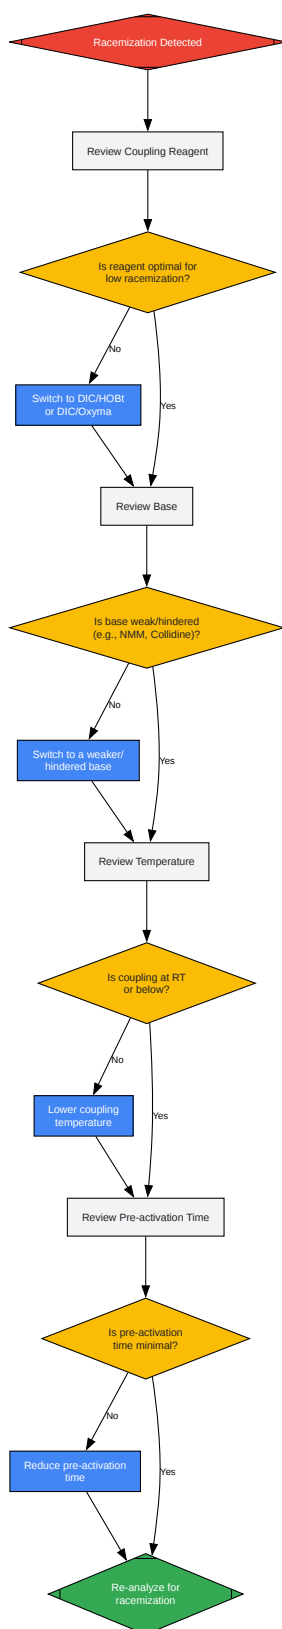 Racemization Detected
Review Coupling Reagent
Is reagent optimal for
low racemization?
No
Yes
Switch to DIC/HOBt
or DIC/Oxyma
Review Base
Is base weak/hindered
(e.g., NMM, Collidine)?
No
Yes
Switch to a weaker/
hindered base
Review Temperature
Is coupling at RT
or below?
No
Yes
Lower coupling
temperature
Review Pre-activation Time
Is pre-activation
time minimal?
No
Yes
Reduce pre-activation
time
Re-analyze for
racemization